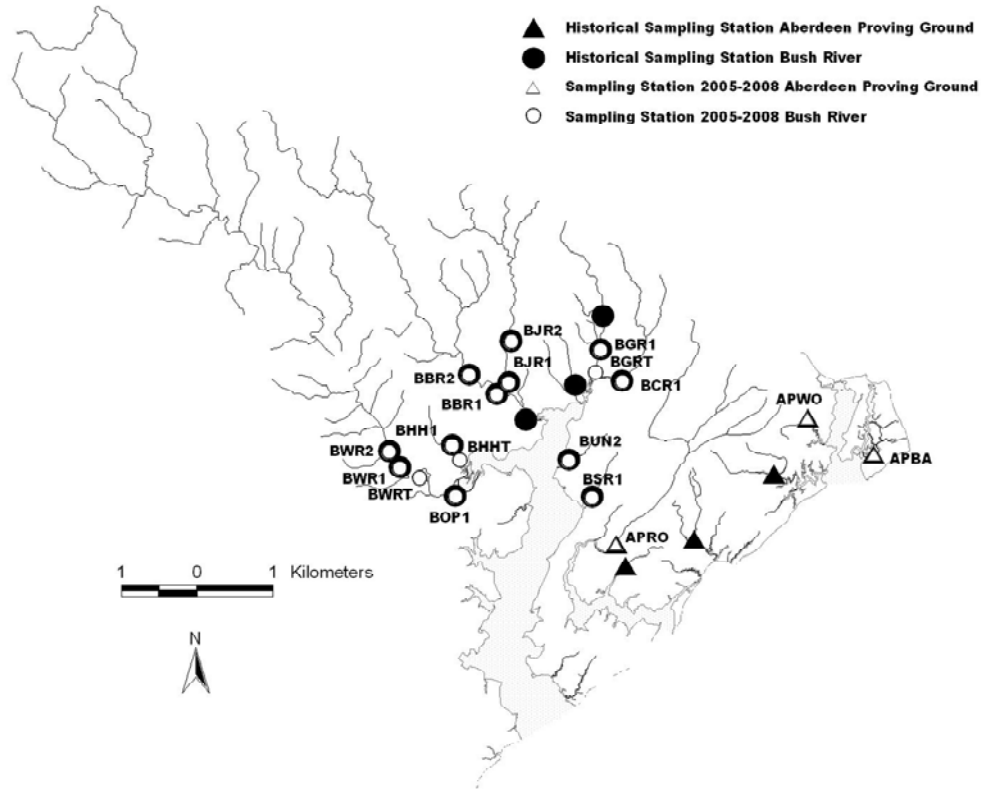 Historical Sampling Station Aberdeen Proving Ground
Historical Sampling Station Bush River
Sampling Station 2005-2008 Aberdeen Proving Ground
Sampling Station 2005-2008 Bush River
BJR2
BGR1
BJR1
BGRT
BBR2
BCR1
BBR1
APWO
BHH1
BHHT
BUN2
BWR2
APBA
BWR1
BSR1
BWRT
BOP1
APRO
1 0 1 Kilometers
N